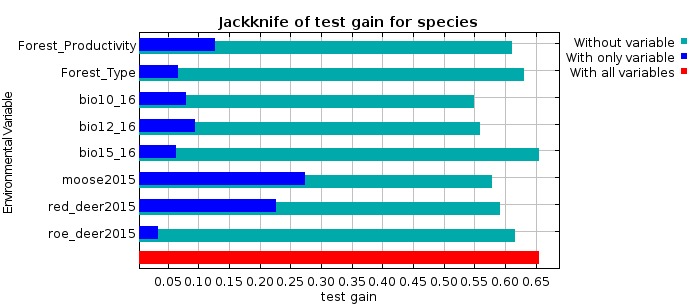 Jackknife of test gain for species
Forest_Productivity
Forest_Type
bio10_16
bio12_16
bio15_16
moose2015
red_deer2015
roe_deer2015
Environmental Variable
0.05 0.10 0.15 0.20 0.25 0.30 0.35 0.40 0.45 0.50 0.55 0.60 0.65
test gain
Without variable
With only variable
With all variables